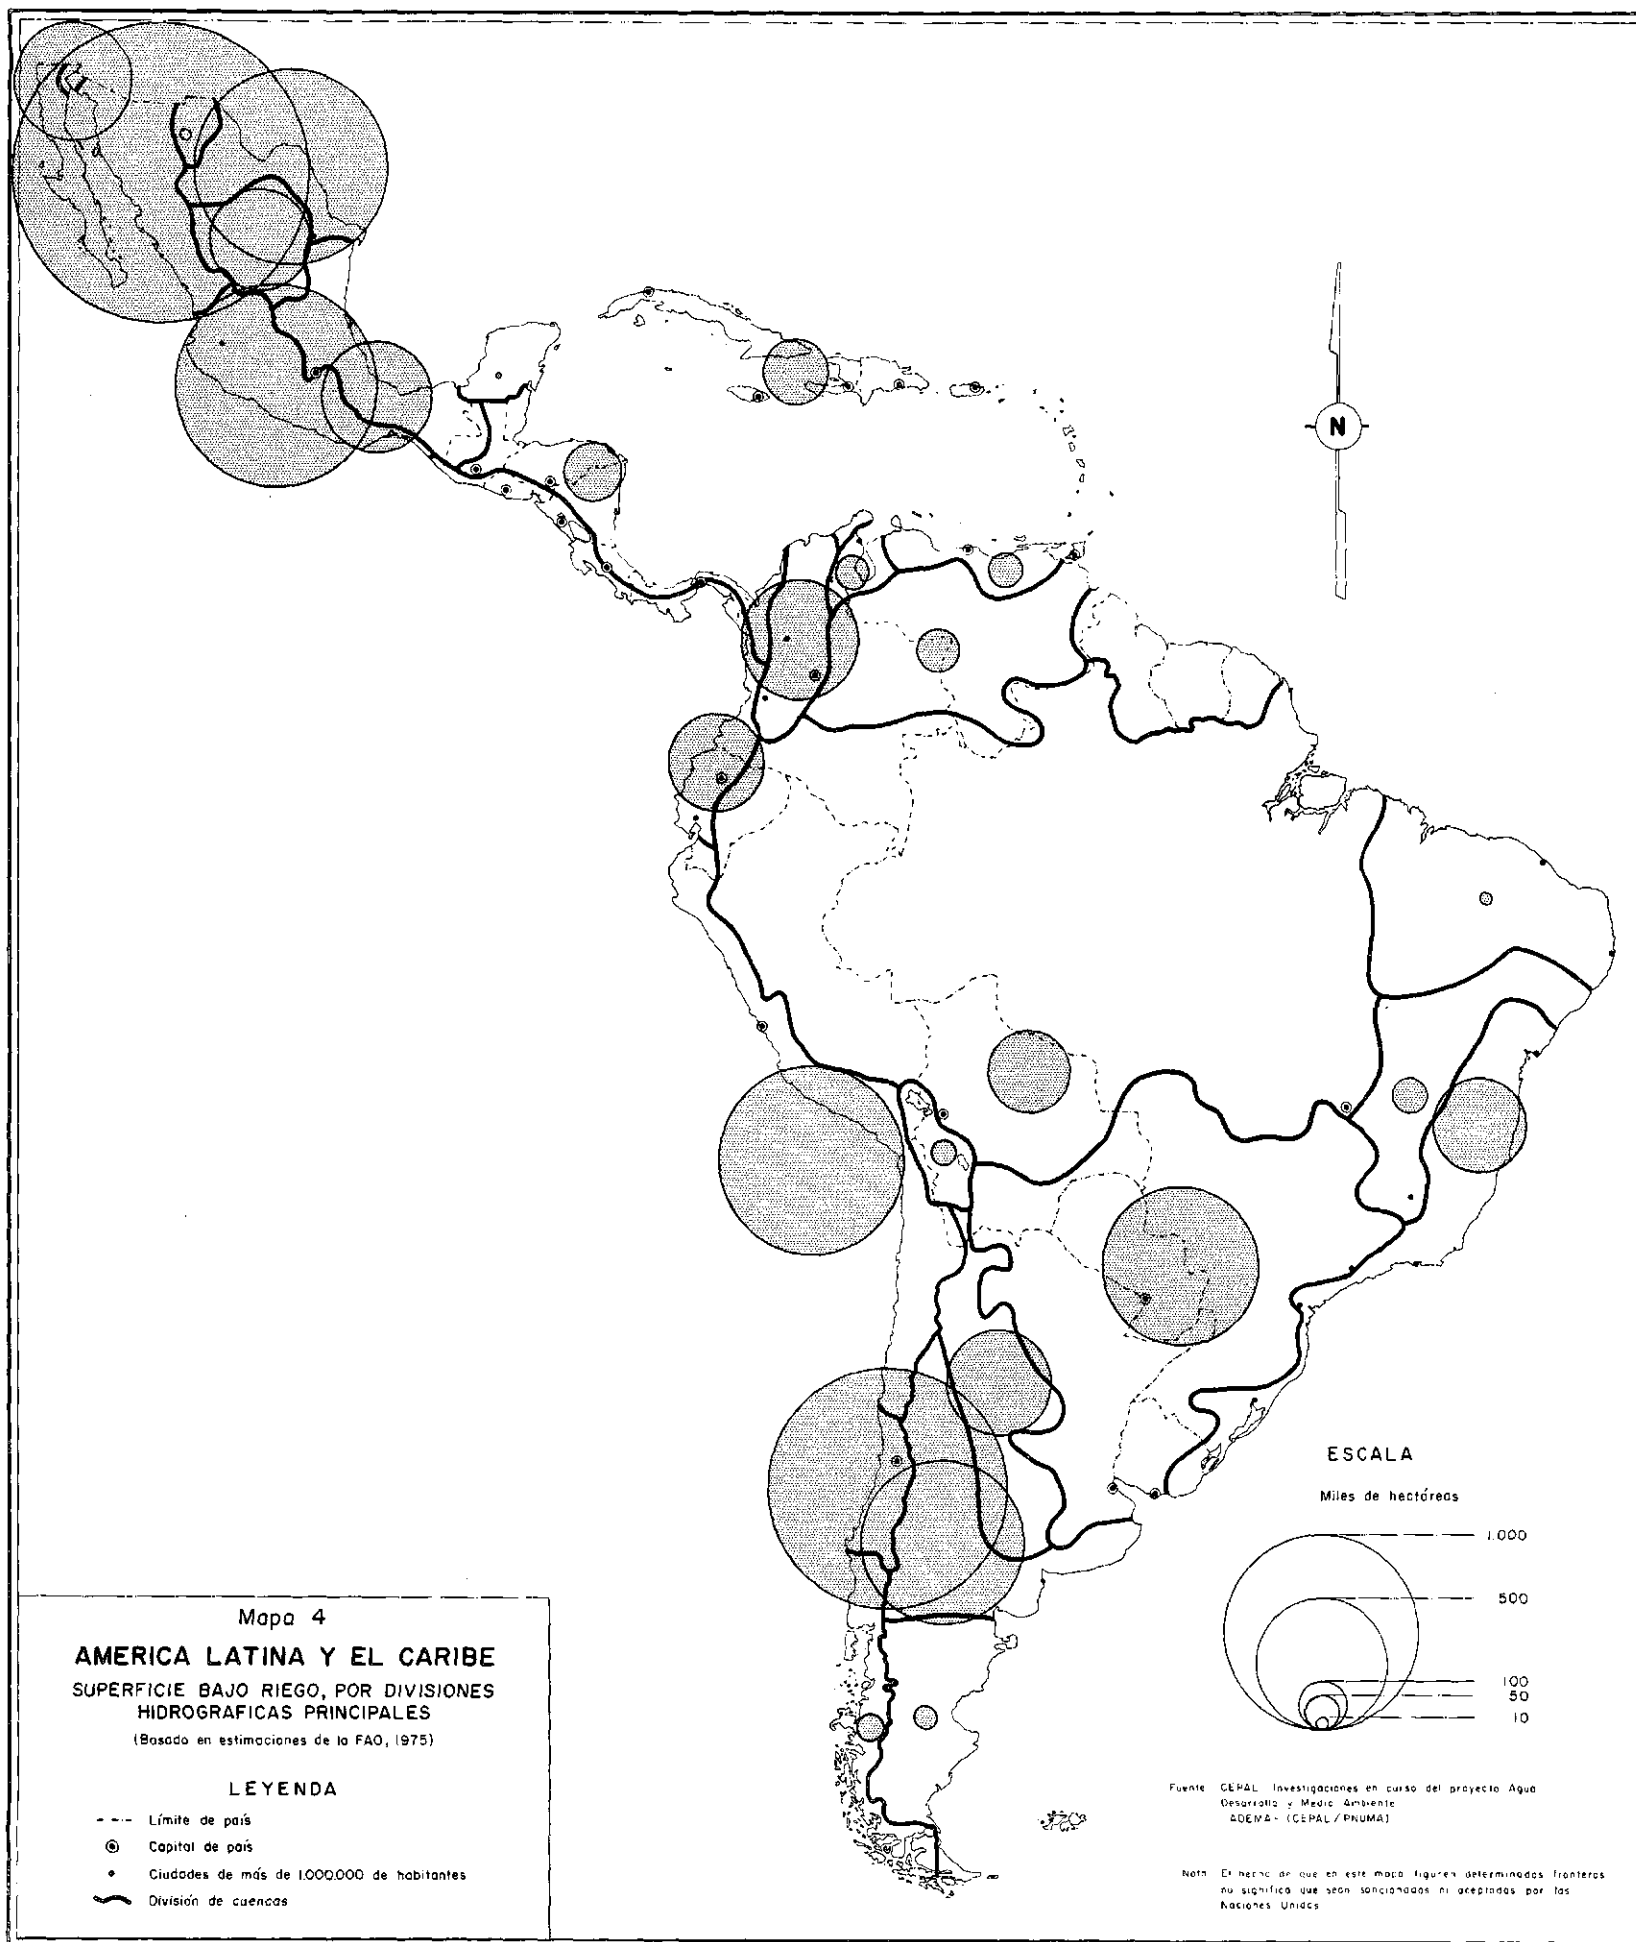 N
ESCALA
Miles de hectáreas
1.000
500
100
50
10
Mapa 4
AMERICA LATINA Y EL CARIBE
SUPERFICIE BAJO RIEGO, POR DIVISIONES
HIDROGRAFICAS PRINCIPALES
(Basado en estimaciones de la FAO, 1975)
LEYENDA
Límite de país
Capital de país
Ciudades de más de 1.000.000 de habitantes
División de cuencas
Fuente CEPAL Investigaciones en curso del proyecto Agua
Desarrollo y Medio Ambiente
ADEMA - (CEPAL / PNUMA)
Nota El hecho de que en este mapa figuren determinadas fronteras
no significa que sean sancionadas ni aceptadas por las
Naciones Unidas